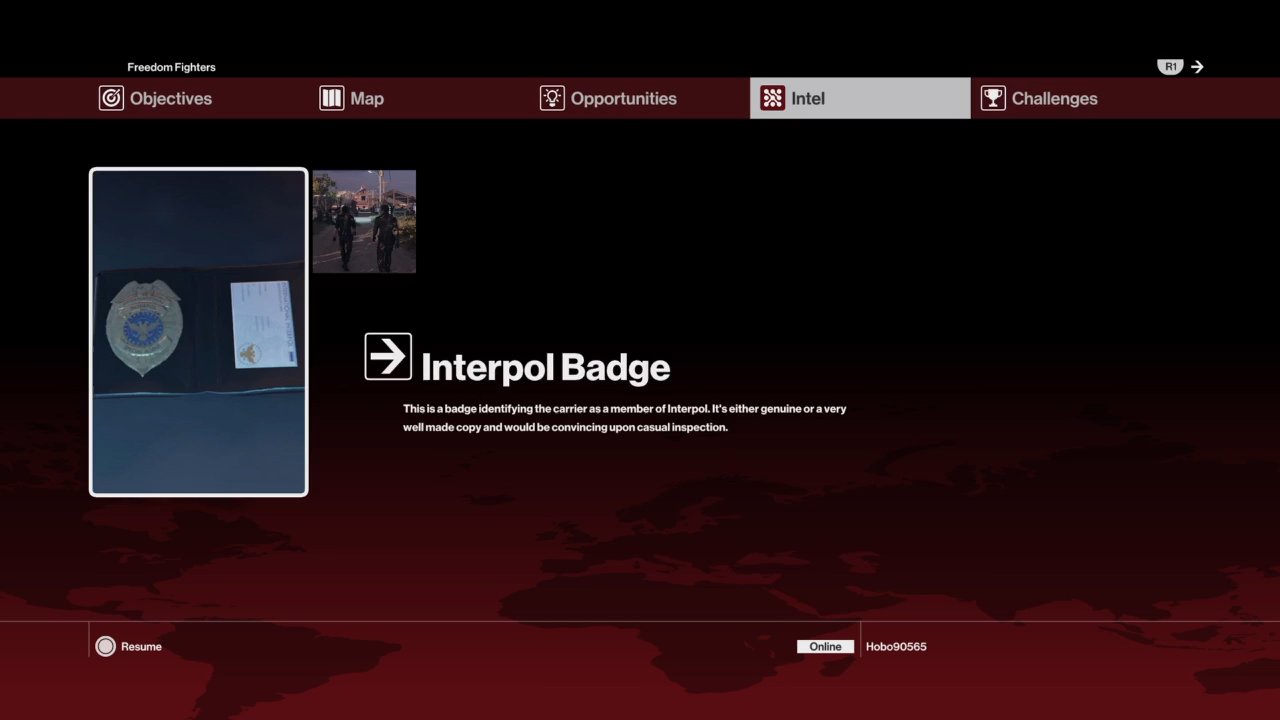 Freedom Fighters
R1
Objectives
Map
Opportunities
Intel
Challenges
Interpol Badge
This is a badge identifying the carrier as a member of Interpol. It's either genuine or a very
well made copy and would be convincing upon casual inspection.
Resume
Online
Hobo90565